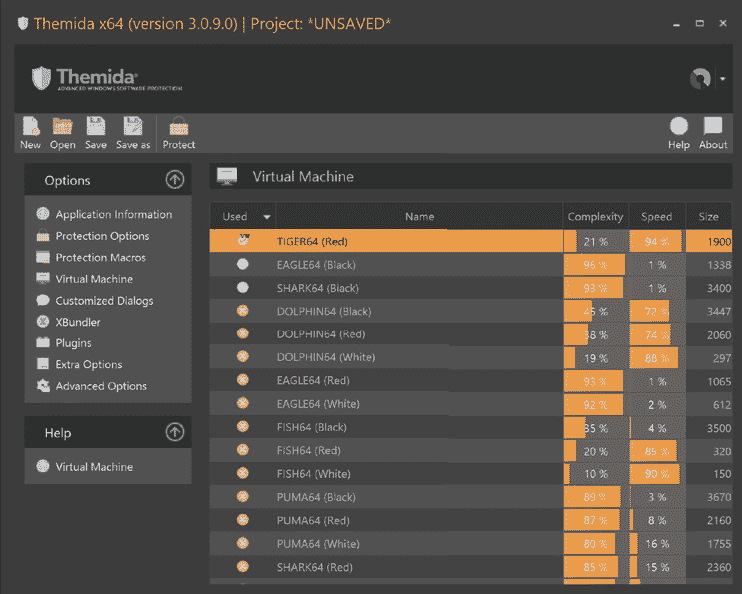 Themida x64 (version 3.0.9.0) | Project: *UNSAVED*
Themida
ADVANCED WINDOWS SOFTWARE PROTECTION
New Open Save Save as Protect Help About
Options
Application Information
Protection Options
Protection Macros
Virtual Machine
Customized Dialogs
XBundler
Plugins
Extra Options
Advanced Options
Help
Virtual Machine
Virtual Machine
Used Name Complexity Speed Size
TIGER64 (Red) 21 % 94 % 1900
EAGLE64 (Black) 96 % 1 % 1338
SHARK64 (Black) 93 % 1 % 3400
DOLPHIN64 (Black) 45 % 72 % 3447
DOLPHIN64 (Red) 38 % 74 % 2060
DOLPHIN64 (White) 19 % 88 % 297
EAGLE64 (Red) 93 % 1 % 1065
EAGLE64 (White) 92 % 2 % 612
FISH64 (Black) 35 % 4 % 3500
FISH64 (Red) 20 % 85 % 320
FISH64 (White) 10 % 90 % 150
PUMA64 (Black) 89 % 3 % 3670
PUMA64 (Red) 87 % 8 % 2160
PUMA64 (White) 80 % 16 % 1755
SHARK64 (Red) 85 % 15 % 2360